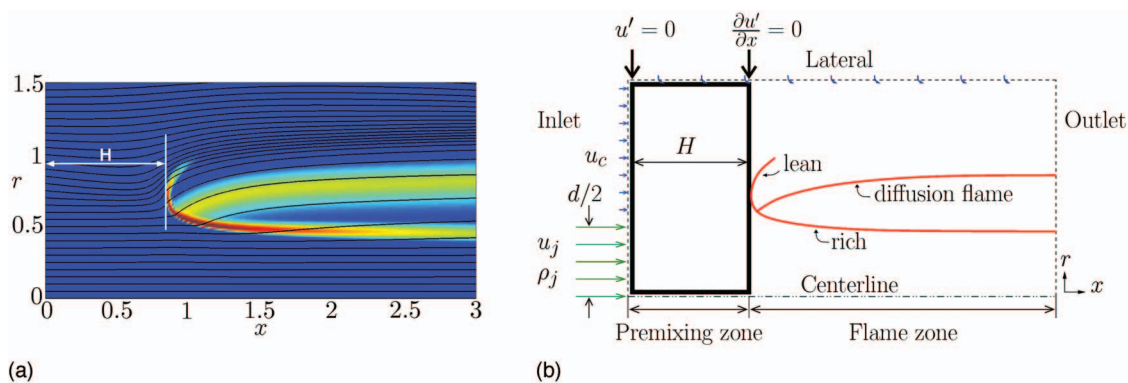 1.5
1
r
0.5
0
H
0 0.5 1 1.5 2 2.5 3
x
(a)
u′ = 0
∂u′/∂x = 0
Lateral
Inlet
Outlet
H
u_c
lean
d/2
diffusion flame
u_j
rich
ρ_j
r
x
Centerline
Premixing zone
Flame zone
(b)